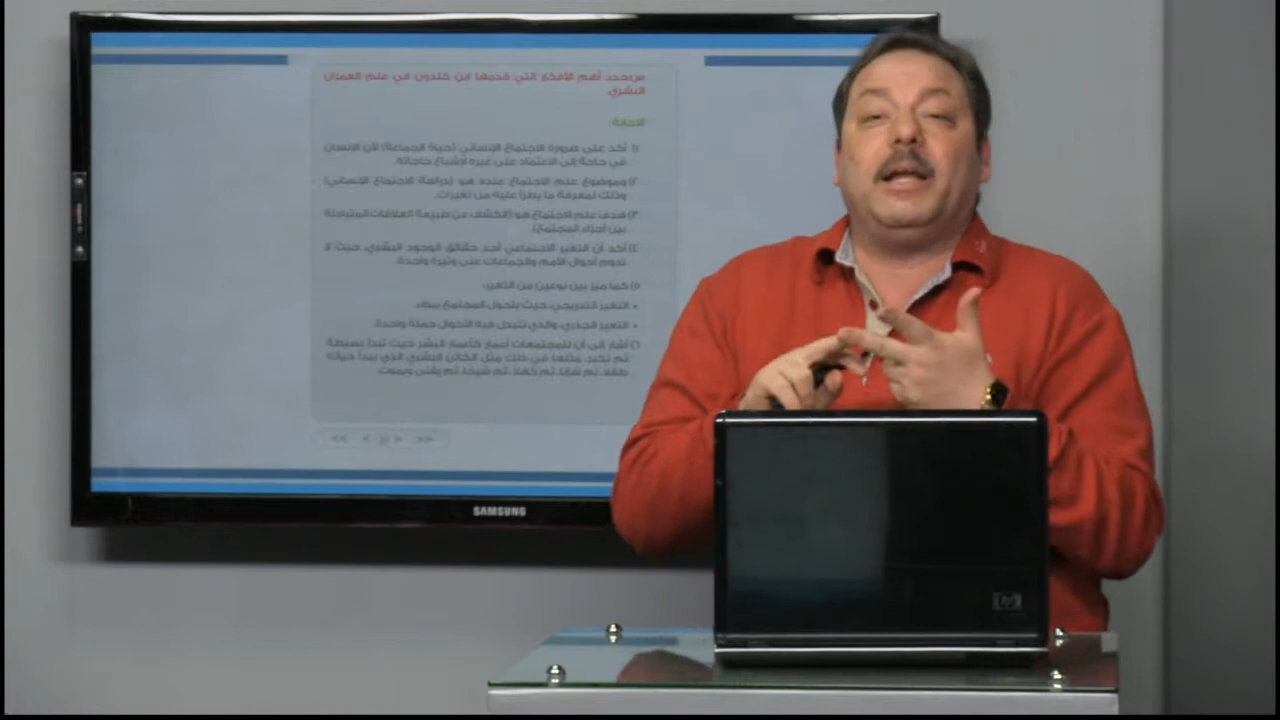 س:حدد أهم الأفكار التي قدمها ابن خلدون في علم العمران
البشري.
الاجابة:
١) أكد على ضرورة الاجتماع الإنساني (حياة الجماعة) لأن الإنسان
في حاجة إلى الاعتماد على غيره لإشباع حاجاته.
٢) وموضوع علم الاجتماع عنده هو (دراسة الاجتماع الإنساني)
وذلك لمعرفة ما يطرأ عليه من تغيرات.
٣) هدف علم الاجتماع هو (الكشف عن طبيعة العلاقات المتبادلة
بين أجزاء المجتمع).
٤) أكد أن التغير الاجتماعي أحد حقائق الوجود البشري، حيث لا
تدوم أحوال الأمم والجماعات على وتيرة واحدة.
٥) كما ميّز بين نوعين من التغير:
• التغير التدريجي، حيث يتحول المجتمع ببطء.
• التغير الجذري، والذي تتبدل فيه الأحوال جملة واحدة.
٦) أشار إلى أن للمجتمعات أعمار كأعمار البشر حيث تبدأ بسيطة
ثم تكبر، مثلها في ذلك مثل الكائن البشري الذي يبدأ حياته
طفلا، ثم شابا، ثم كهلا، ثم شيخا، ثم يفنى ويموت.
SAMSUNG
hp